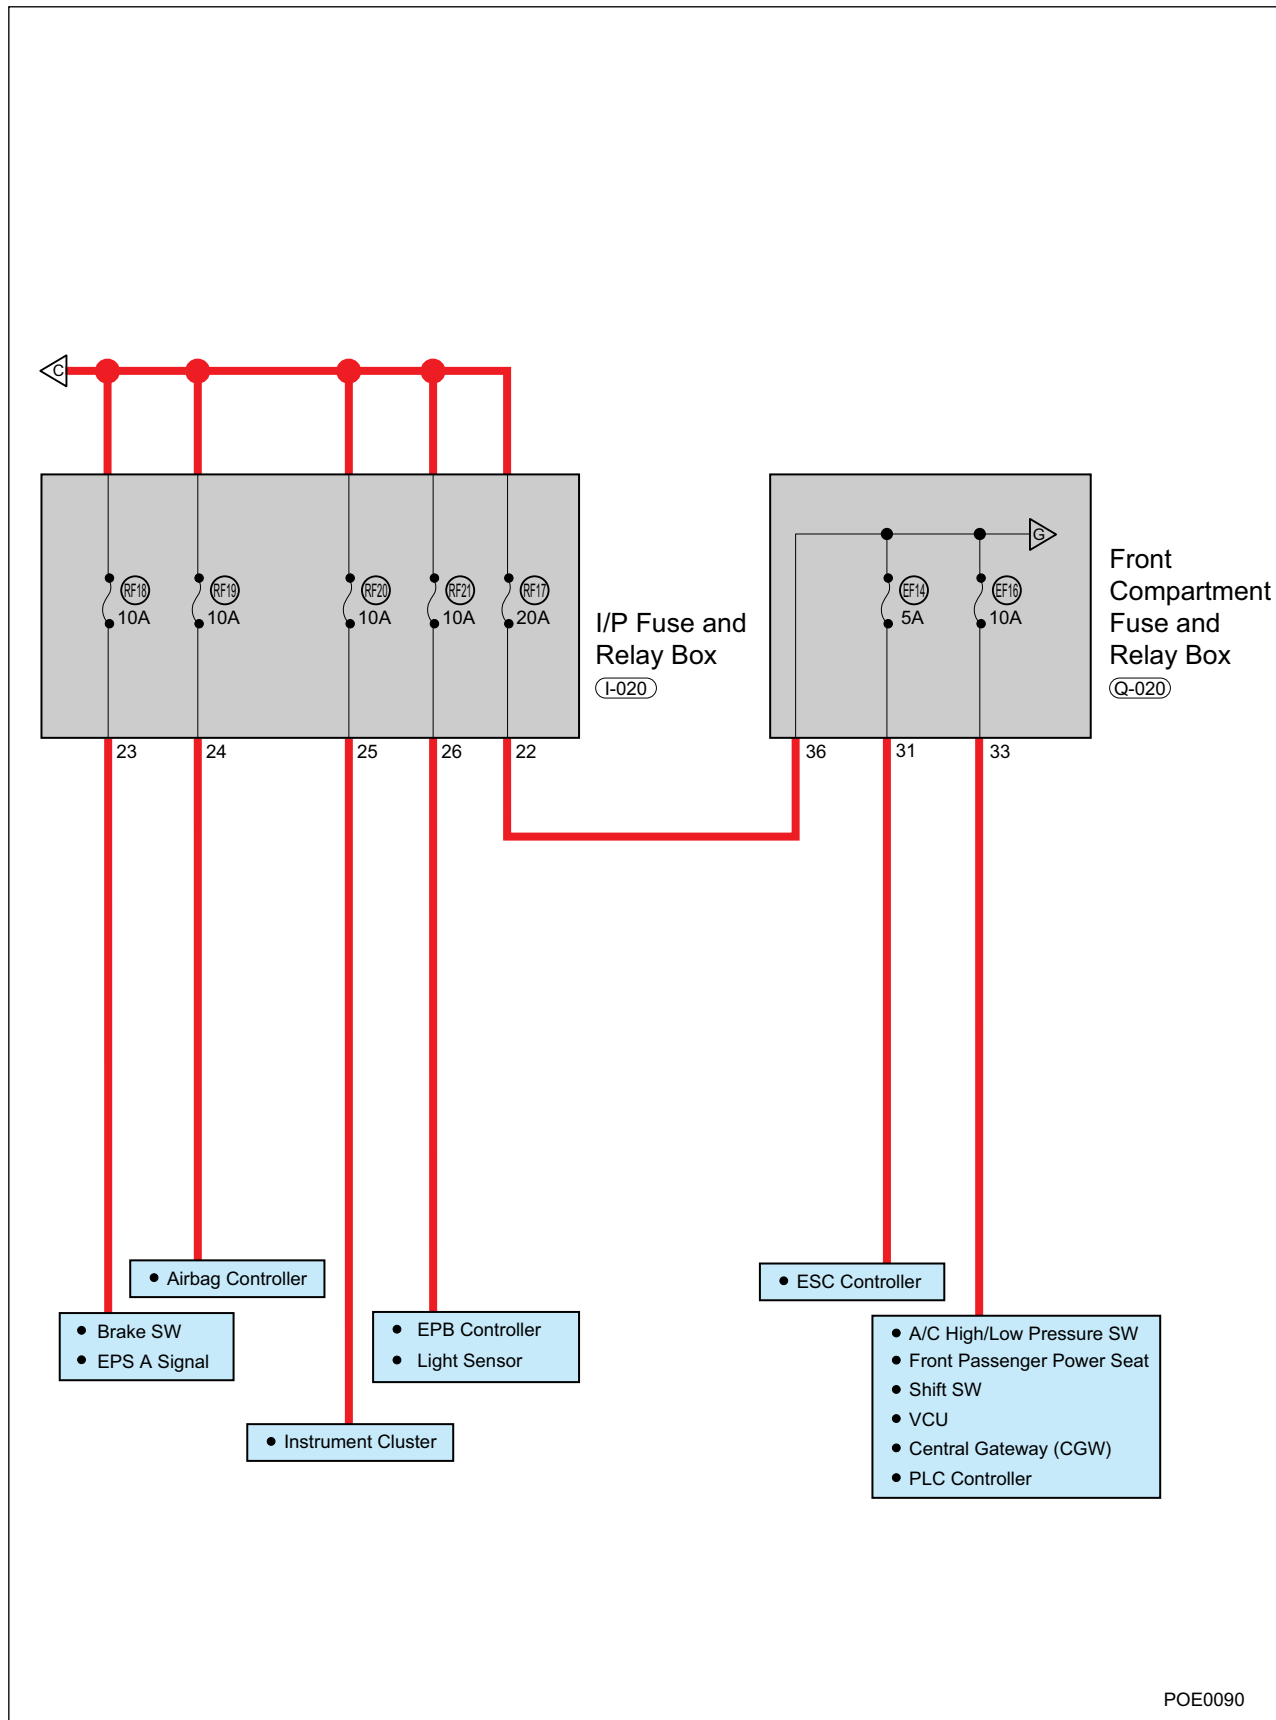 C
RF18
10A
RF19
10A
RF20
10A
RF21
10A
RF17
20A
I/P Fuse and
Relay Box
I-020
23
24
25
26
22
G
EF14
5A
EF16
10A
Front
Compartment
Fuse and
Relay Box
Q-020
36
31
33
• Airbag Controller
• Brake SW
• EPS A Signal
• EPB Controller
• Light Sensor
• Instrument Cluster
• ESC Controller
• A/C High/Low Pressure SW
• Front Passenger Power Seat
• Shift SW
• VCU
• Central Gateway (CGW)
• PLC Controller
POE0090